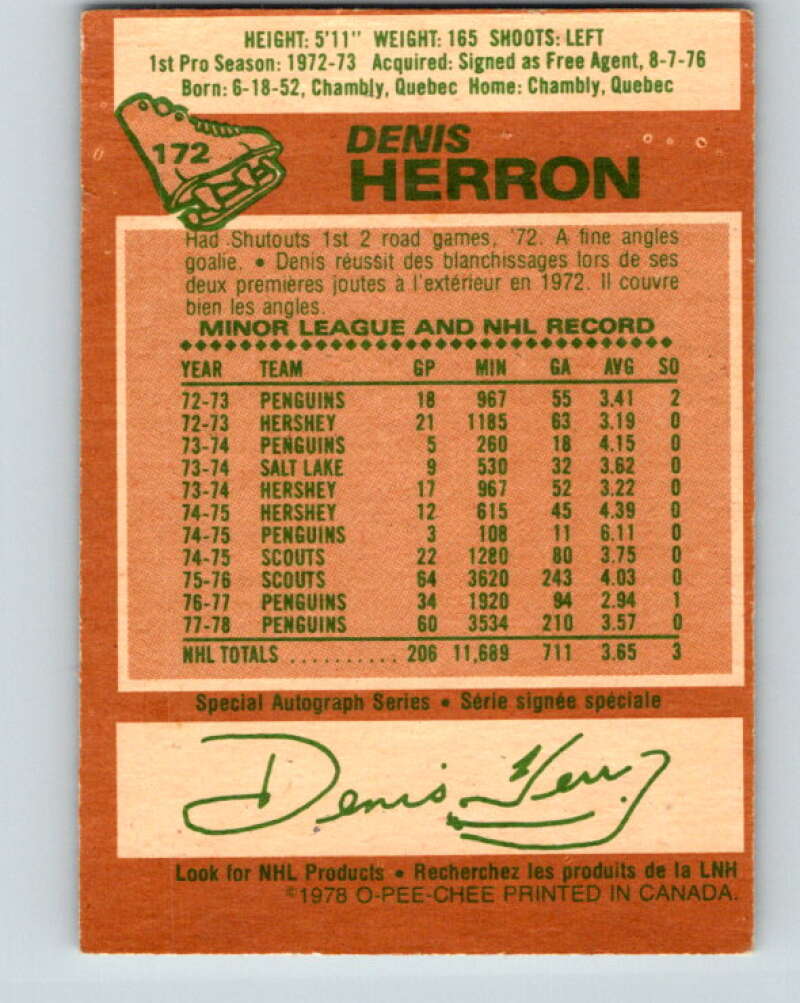 HEIGHT: 5'11" WEIGHT: 165 SHOOTS: LEFT
1st Pro Season: 1972-73 Acquired: Signed as Free Agent, 8-7-76
Born: 6-18-52, Chambly, Quebec Home: Chambly, Quebec
172
DENIS
HERRON
Had Shutouts 1st 2 road games, '72. A fine angles
goalie. • Denis réussit des blanchissages lors de ses
deux premières joutes à l'extérieur en 1972. Il couvre
bien les angles.
MINOR LEAGUE AND NHL RECORD
YEAR TEAM GP MIN GA AVG SO
72-73 PENGUINS 18 967 55 3.41 2
72-73 HERSHEY 21 1185 63 3.19 0
73-74 PENGUINS 5 260 18 4.15 0
73-74 SALT LAKE 9 530 32 3.62 0
73-74 HERSHEY 17 967 52 3.22 0
74-75 HERSHEY 12 615 45 4.39 0
74-75 PENGUINS 3 108 11 6.11 0
74-75 SCOUTS 22 1280 80 3.75 0
75-76 SCOUTS 64 3620 243 4.03 0
76-77 PENGUINS 34 1920 94 2.94 1
77-78 PENGUINS 60 3534 210 3.57 0
NHL TOTALS .......... 206 11,689 711 3.65 3
Special Autograph Series • Série signée spéciale
Denis Herr
Look for NHL Products • Recherchez les produits de la LNH
©1978 O-PEE-CHEE PRINTED IN CANADA.